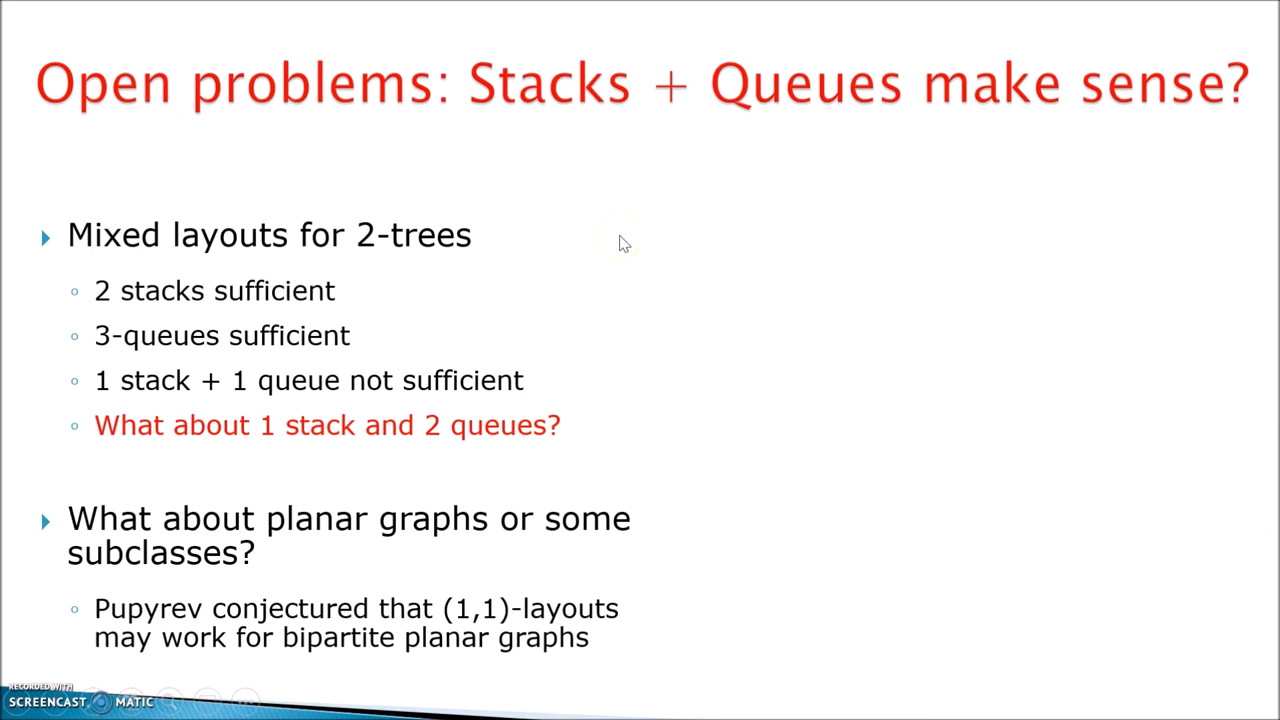 Open problems: Stacks + Queues make sense?
Mixed layouts for 2-trees
2 stacks sufficient
3-queues sufficient
1 stack + 1 queue not sufficient
What about 1 stack and 2 queues?
What about planar graphs or some
subclasses?
Pupyrev conjectured that (1,1)-layouts
may work for bipartite planar graphs
RECORDED WITH
SCREENCAST MATIC